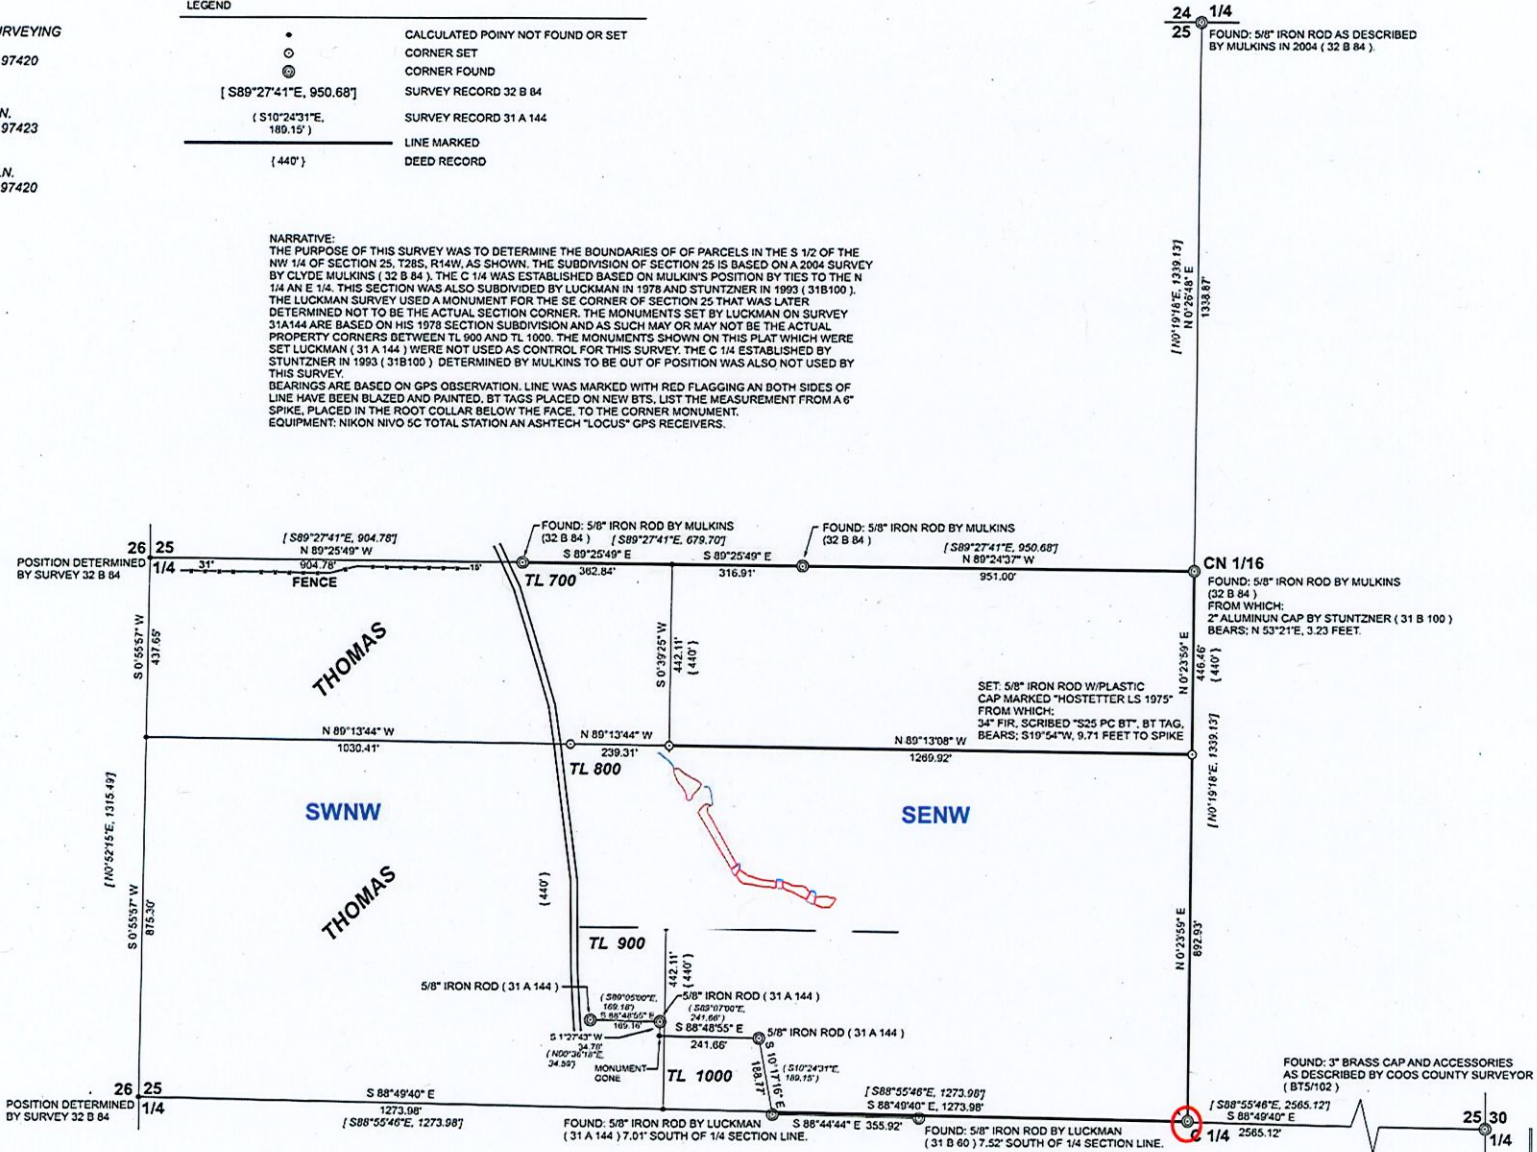 LEGEND
RVEYING
97420
N.
97423
.N.
97420
CALCULATED POINY NOT FOUND OR SET
CORNER SET
CORNER FOUND
[ S89°27'41"E, 950.68']
SURVEY RECORD 32 B 84
( S10°24'31"E,
189.15' )
SURVEY RECORD 31 A 144
LINE MARKED
{ 440' }
DEED RECORD
24 1/4
25
FOUND: 5/8" IRON ROD AS DESCRIBED
BY MULKINS IN 2004 ( 32 B 84 ).
NARRATIVE:
THE PURPOSE OF THIS SURVEY WAS TO DETERMINE THE BOUNDARIES OF OF PARCELS IN THE S 1/2 OF THE
NW 1/4 OF SECTION 25, T28S, R14W, AS SHOWN. THE SUBDIVISION OF SECTION 25 IS BASED ON A 2004 SURVEY
BY CLYDE MULKINS ( 32 B 84 ). THE C 1/4 WAS ESTABLISHED BASED ON MULKIN'S POSITION BY TIES TO THE N
1/4 AN E 1/4. THIS SECTION WAS ALSO SUBDIVIDED BY LUCKMAN IN 1978 AND STUNTZNER IN 1993 ( 31B100 ).
THE LUCKMAN SURVEY USED A MONUMENT FOR THE SE CORNER OF SECTION 25 THAT WAS LATER
DETERMINED NOT TO BE THE ACTUAL SECTION CORNER. THE MONUMENTS SET BY LUCKMAN ON SURVEY
31A144 ARE BASED ON HIS 1978 SECTION SUBDIVISION AND AS SUCH MAY OR MAY NOT BE THE ACTUAL
PROPERTY CORNERS BETWEEN TL 900 AND TL 1000. THE MONUMENTS SHOWN ON THIS PLAT WHICH WERE
SET LUCKMAN ( 31 A 144 ) WERE NOT USED AS CONTROL FOR THIS SURVEY. THE C 1/4 ESTABLISHED BY
STUNTZNER IN 1993 ( 31B100 ) DETERMINED BY MULKINS TO BE OUT OF POSITION WAS ALSO NOT USED BY
THIS SURVEY.
BEARINGS ARE BASED ON GPS OBSERVATION. LINE WAS MARKED WITH RED FLAGGING AN BOTH SIDES OF
LINE HAVE BEEN BLAZED AND PAINTED. BT TAGS PLACED ON NEW BTS, LIST THE MEASUREMENT FROM A 6"
SPIKE, PLACED IN THE ROOT COLLAR BELOW THE FACE, TO THE CORNER MONUMENT.
EQUIPMENT: NIKON NIVO 5C TOTAL STATION AN ASHTECH "LOCUS" GPS RECEIVERS.
[N0°19'18"E, 1339.13']
N 0°26'48" E
1338.87'
26 25
1/4
POSITION DETERMINED
BY SURVEY 32 B 84
[ S89°27'41"E, 904.78']
N 89°25'49" W
904.78'
31'
15'
FENCE
FOUND: 5/8" IRON ROD BY MULKINS
(32 B 84 )
[S89°27'41"E, 679.70']
S 89°25'49" E
362.84'
TL 700
S 89°25'49" E
316.91'
FOUND: 5/8" IRON ROD BY MULKINS
(32 B 84 )
[S89°27'41"E, 950.68']
N 89°24'37" W
951.00'
CN 1/16
FOUND: 5/8" IRON ROD BY MULKINS
(32 B 84 )
FROM WHICH:
2" ALUMINUN CAP BY STUNTZNER ( 31 B 100 )
BEARS; N 53°21'E, 3.23 FEET.
S 0°55'57" W
437.65'
THOMAS
S 0°39'25" W
442.11'
{ 440' }
N 0°23'59" E
446.46'
{ 440' }
SET: 5/8" IRON ROD W/PLASTIC
CAP MARKED "HOSTETTER LS 1975"
FROM WHICH;
34" FIR, SCRIBED "S25 PC BT", BT TAG,
BEARS; S19°54'W, 9.71 FEET TO SPIKE
N 89°13'44" W
1030.41'
N 89°13'44" W
239.31'
TL 800
N 89°13'08" W
1269.92'
[N0°19'18"E, 1339.13']
[N0°52'15"E, 1315.49']
SWNW
SENW
THOMAS
S 0°55'57" W
875.30'
{440'}
N 0°23'59" E
892.93'
TL 900
442.11'
{440'}
5/8" IRON ROD ( 31 A 144 )
( S89°05'00"E,
169.18')
S 88°48'55" E
169.16'
5/8" IRON ROD ( 31 A 144 )
( S89°07'00"E,
241.66')
S 88°48'55" E
241.66'
5/8" IRON ROD ( 31 A 144 )
S 1°27'43" W
34.78'
( N00°36'18"E,
34.59')
MONUMENT
GONE
TL 1000
S 10°17'16" E
188.77'
(S10°24'31"E,
189.15')
26 25
1/4
POSITION DETERMINED
BY SURVEY 32 B 84
S 88°49'40" E
1273.98'
[S88°55'46"E, 1273.98']
FOUND: 5/8" IRON ROD BY LUCKMAN
( 31 A 144 ) 7.01' SOUTH OF 1/4 SECTION LINE.
S 88°44'44" E 355.92'
[S88°55'46"E, 1273.98']
S 88°49'40" E, 1273.98'
FOUND: 5/8" IRON ROD BY LUCKMAN
( 31 B 60 ) 7.52' SOUTH OF 1/4 SECTION LINE.
C 1/4
FOUND: 3" BRASS CAP AND ACCESSORIES
AS DESCRIBED BY COOS COUNTY SURVEYOR
( BT5/102 )
[S88°55'46"E, 2565.12']
S 88°49'40" E
2565.12'
25 30
1/4